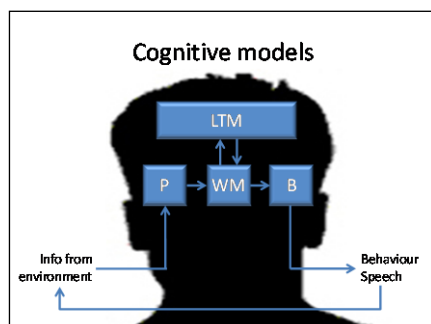 Cognitive models
LTM
P
WM
B
Info from
environment
Behaviour
Speech